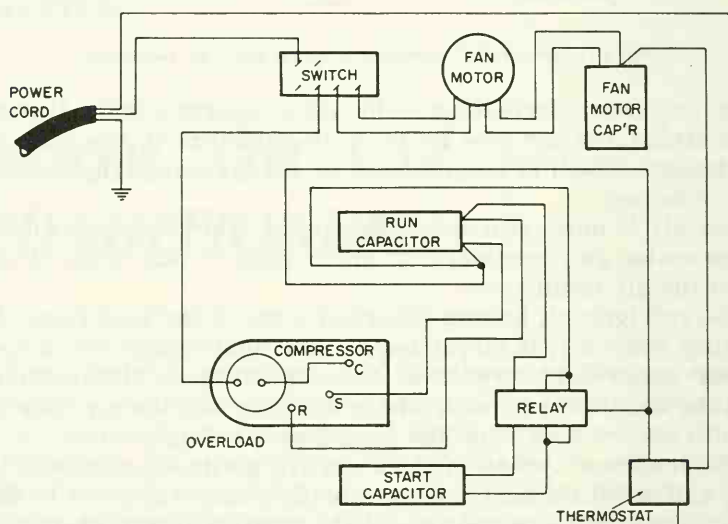 SWITCH
FAN
MOTOR
FAN
MOTOR
CAP'R
POWER
CORD
RUN
CAPACITOR
COMPRESSOR
C
S
R
OVERLOAD
RELAY
START
CAPACITOR
THERMOSTAT